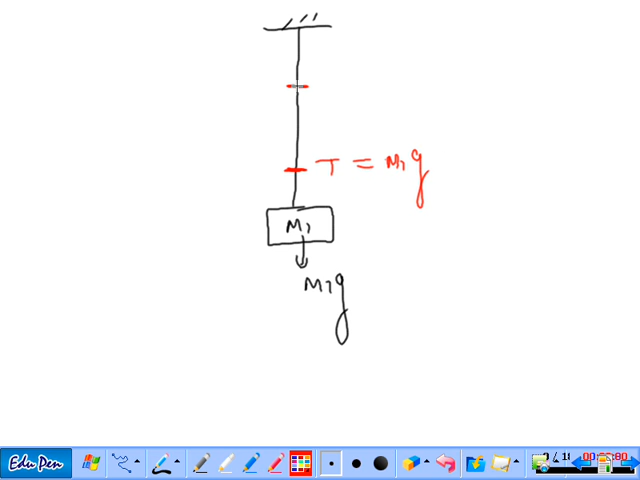 T = M₁g
M₁
M₁g
Edu Pen